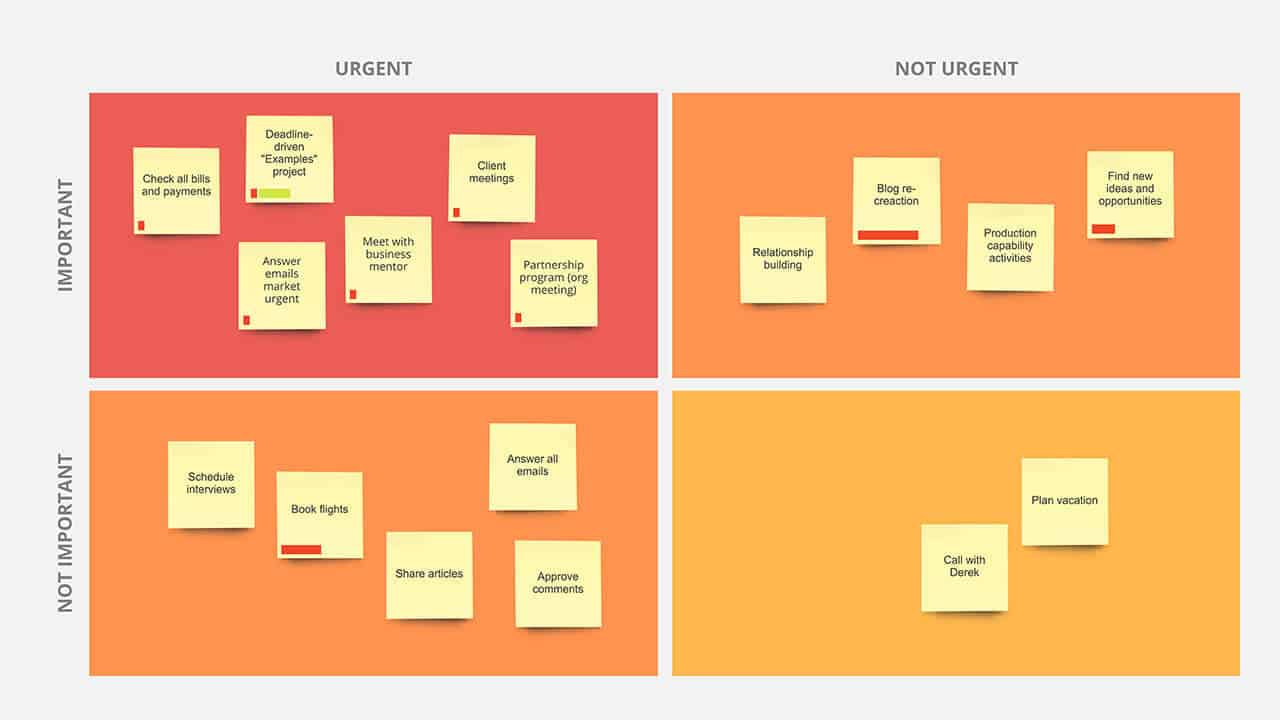 URGENT
NOT URGENT
IMPORTANT
Check all bills
and payments
Deadline-
driven
"Examples"
project
Client
meetings
Answer
emails
market
urgent
Meet with
business
mentor
Partnership
program (org
meeting)
Relationship
building
Blog re-
creaction
Production
capability
activities
Find new
ideas and
opportunities
NOT IMPORTANT
Schedule
interviews
Book flights
Share articles
Answer all
emails
Approve
comments
Call with
Derek
Plan vacation